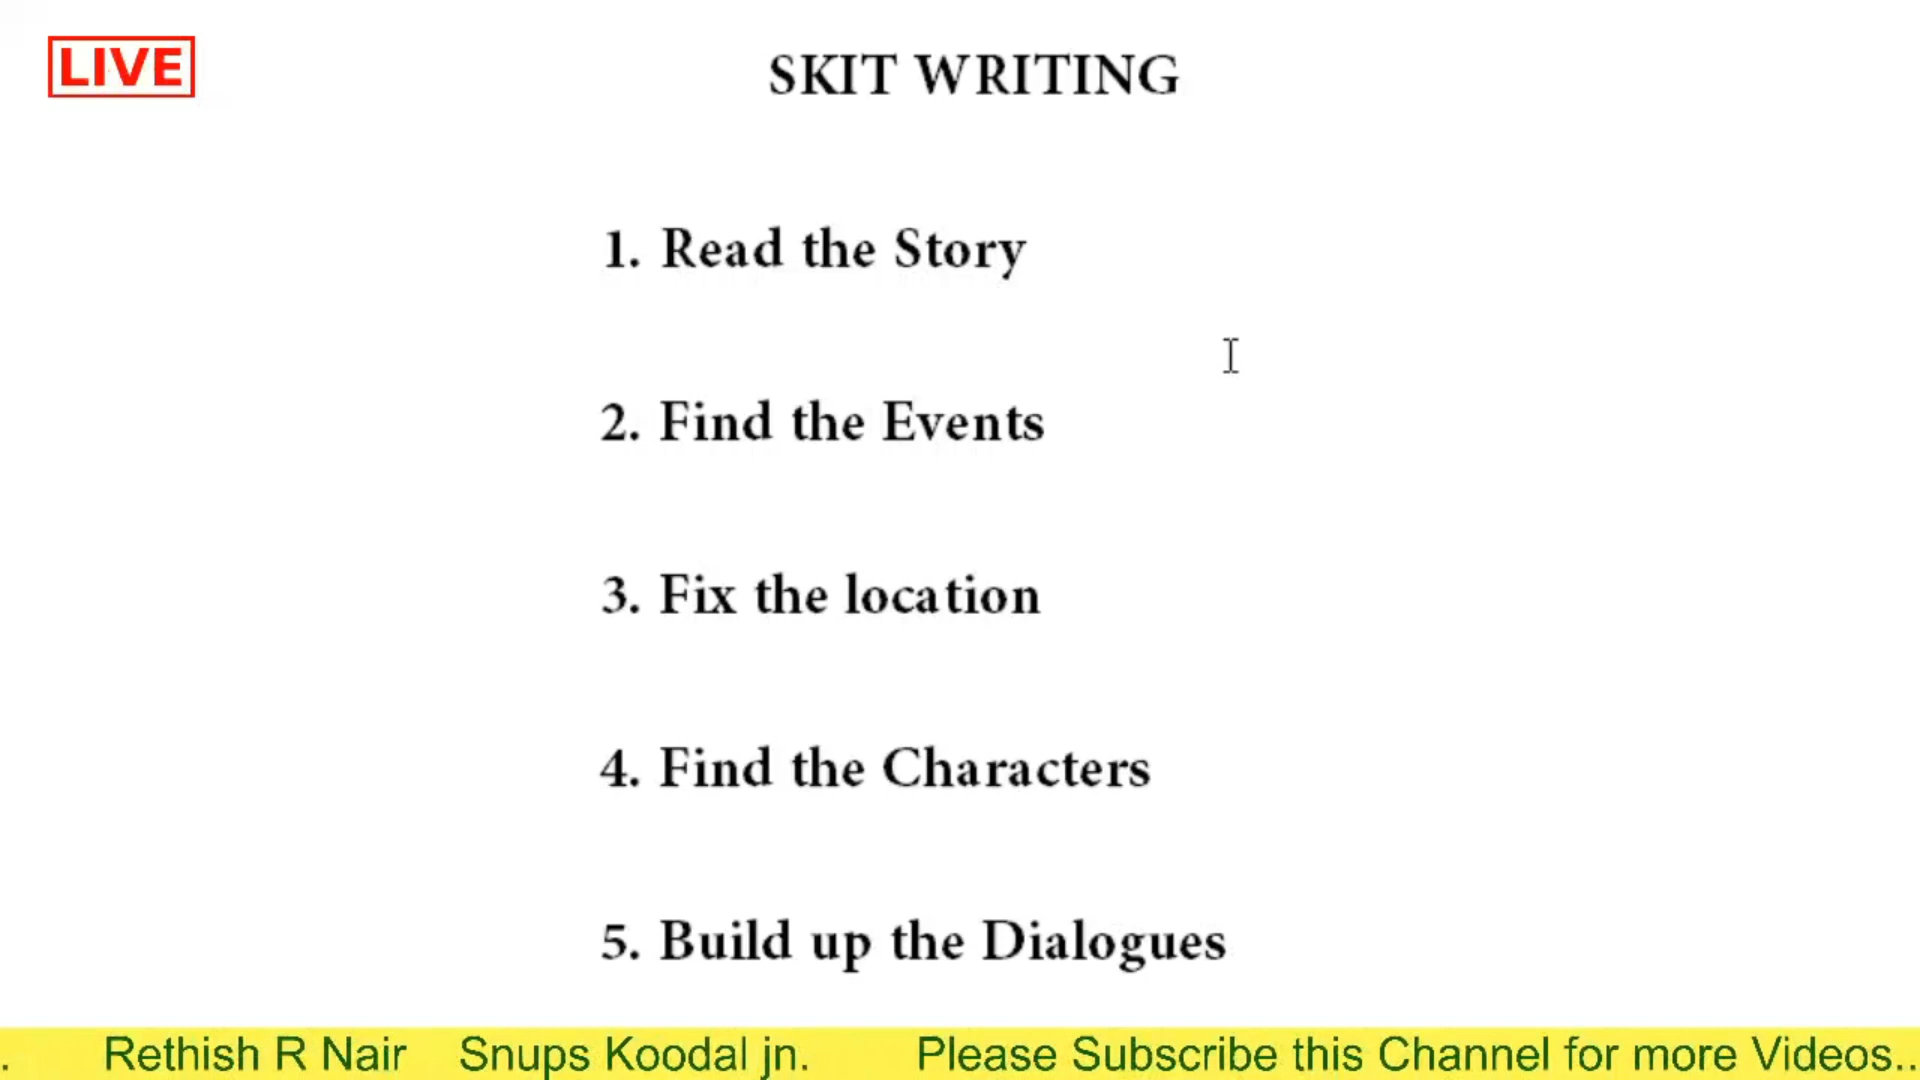 LIVE
SKIT WRITING
1. Read the Story
2. Find the Events
3. Fix the location
4. Find the Characters
5. Build up the Dialogues
. Rethish R Nair Snups Koodal jn. Please Subscribe this Channel for more Videos..